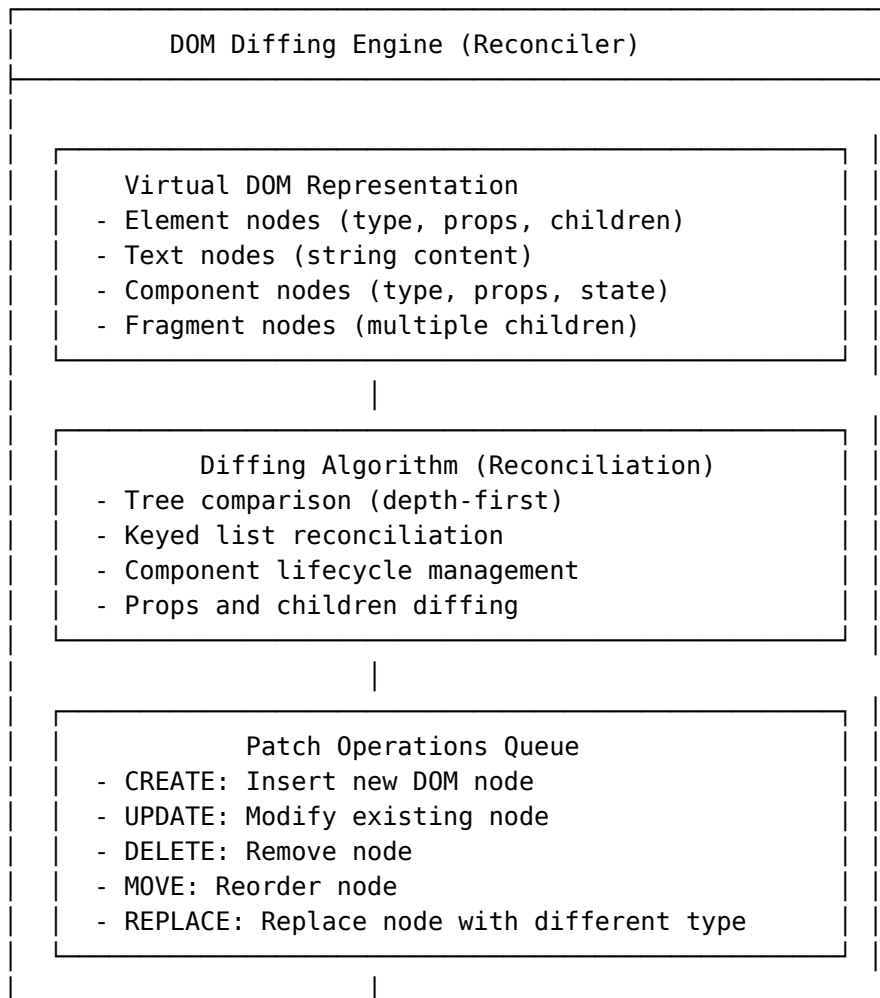 DOM Diffing Engine (Reconciler)
Virtual DOM Representation
- Element nodes (type, props, children)
- Text nodes (string content)
- Component nodes (type, props, state)
- Fragment nodes (multiple children)
Diffing Algorithm (Reconciliation)
- Tree comparison (depth-first)
- Keyed list reconciliation
- Component lifecycle management
- Props and children diffing
Patch Operations Queue
- CREATE: Insert new DOM node
- UPDATE: Modify existing node
- DELETE: Remove node
- MOVE: Reorder node
- REPLACE: Replace node with different type